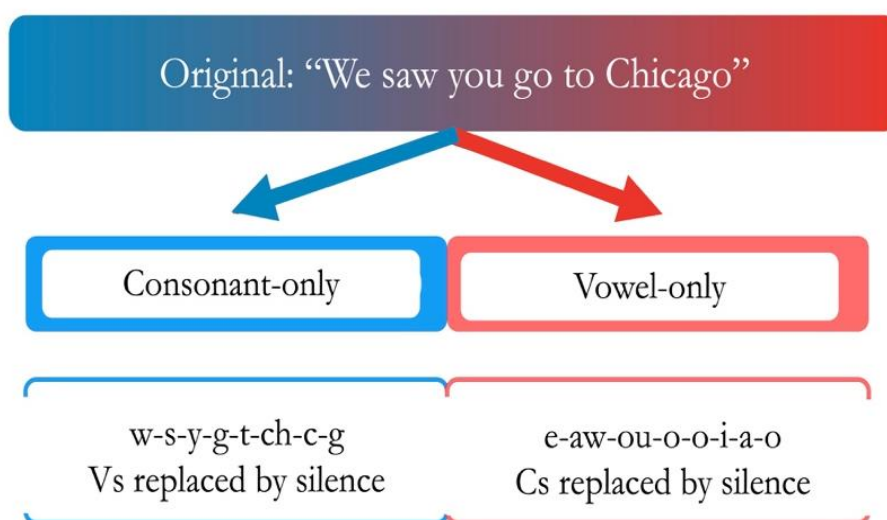 Original: “We saw you go to Chicago”
Consonant-only
Vowel-only
w-s-y-g-t-ch-c-g
Vs replaced by silence
e-aw-ou-o-o-i-a-o
Cs replaced by silence